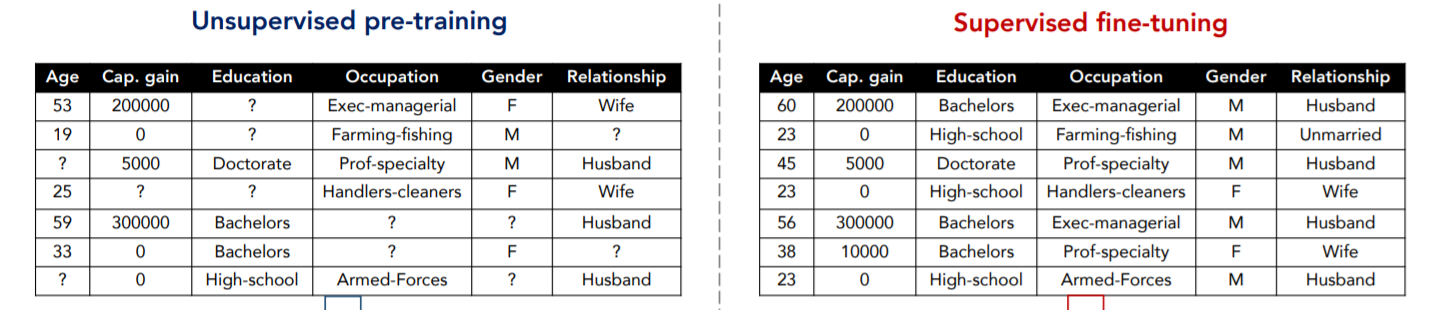 Unsupervised pre-training
Age Cap. gain Education Occupation Gender Relationship
53 200000 ? Exec-managerial F Wife
19 0 ? Farming-fishing M ?
? 5000 Doctorate Prof-specialty M Husband
25 ? ? Handlers-cleaners F Wife
59 300000 Bachelors ? ? Husband
33 0 Bachelors ? F ?
? 0 High-school Armed-Forces ? Husband
Supervised fine-tuning
Age Cap. gain Education Occupation Gender Relationship
60 200000 Bachelors Exec-managerial M Husband
23 0 High-school Farming-fishing M Unmarried
45 5000 Doctorate Prof-specialty M Husband
23 0 High-school Handlers-cleaners F Wife
56 300000 Bachelors Exec-managerial M Husband
38 10000 Bachelors Prof-specialty F Wife
23 0 High-school Armed-Forces M Husband